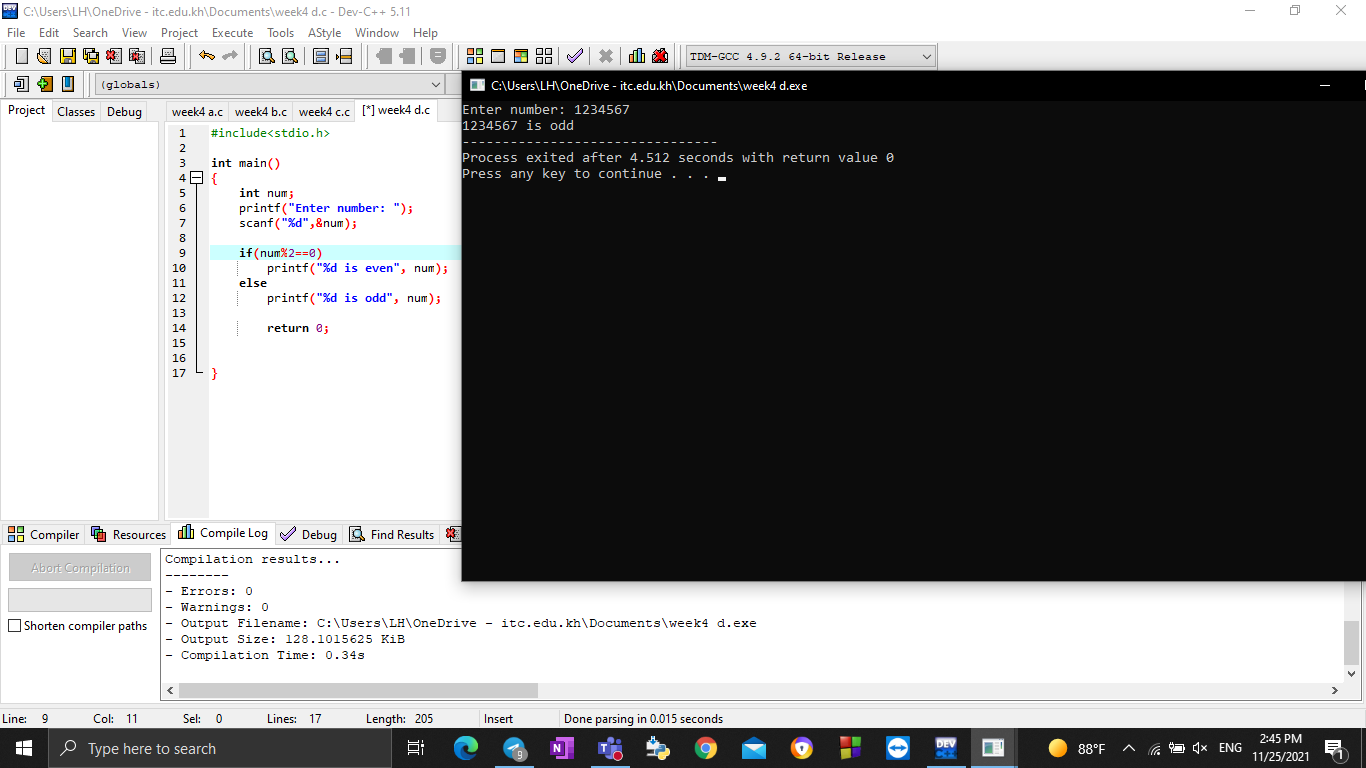 C:\Users\LH\OneDrive - itc.edu.kh\Documents\week4 d.c - Dev-C++ 5.11
File Edit Search View Project Execute Tools AStyle Window Help
TDM-GCC 4.9.2 64-bit Release
(globals)
Project Classes Debug
week4 a.c week4 b.c week4 c.c [*] week4 d.c
1 #include<stdio.h>
2
3 int main()
4 {
5 int num;
6 printf("Enter number: ");
7 scanf("%d",&num);
8
9 if(num%2==0)
10 printf("%d is even", num);
11 else
12 printf("%d is odd", num);
13
14 return 0;
15
16
17 }
C:\Users\LH\OneDrive - itc.edu.kh\Documents\week4 d.exe
Enter number: 1234567
1234567 is odd
--------------------------------
Process exited after 4.512 seconds with return value 0
Press any key to continue . . .
Compiler Resources Compile Log Debug Find Results
Abort Compilation
Shorten compiler paths
Compilation results...
--------
- Errors: 0
- Warnings: 0
- Output Filename: C:\Users\LH\OneDrive - itc.edu.kh\Documents\week4 d.exe
- Output Size: 128.1015625 KiB
- Compilation Time: 0.34s
Line: 9 Col: 11 Sel: 0 Lines: 17 Length: 205 Insert Done parsing in 0.015 seconds
Type here to search
9
DEV
88°F
ENG
2:45 PM
11/25/2021
1